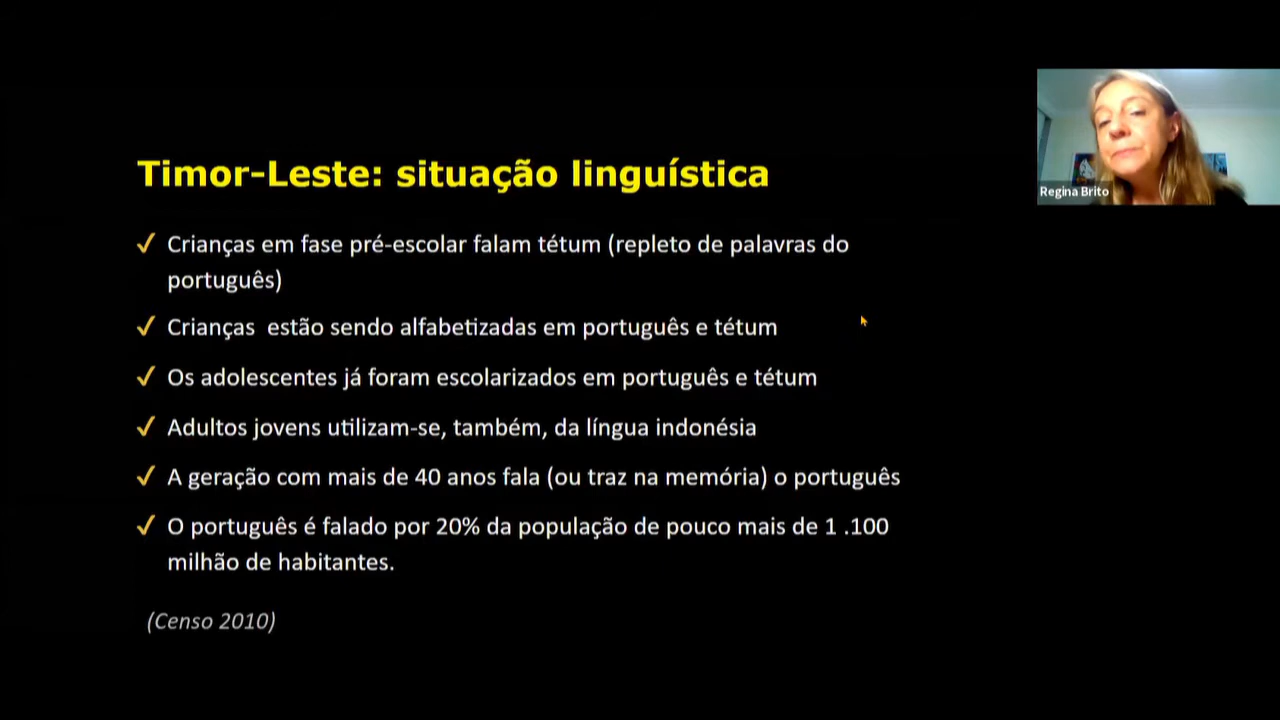 Timor-Leste: situação linguística
Regina Brito
✓ Crianças em fase pré-escolar falam tétum (repleto de palavras do
português)
✓ Crianças  estão sendo alfabetizadas em português e tétum
✓ Os adolescentes já foram escolarizados em português e tétum
✓ Adultos jovens utilizam-se, também, da língua indonésia
✓ A geração com mais de 40 anos fala (ou traz na memória) o português
✓ O português é falado por 20% da população de pouco mais de 1 .100
milhão de habitantes.
(Censo 2010)